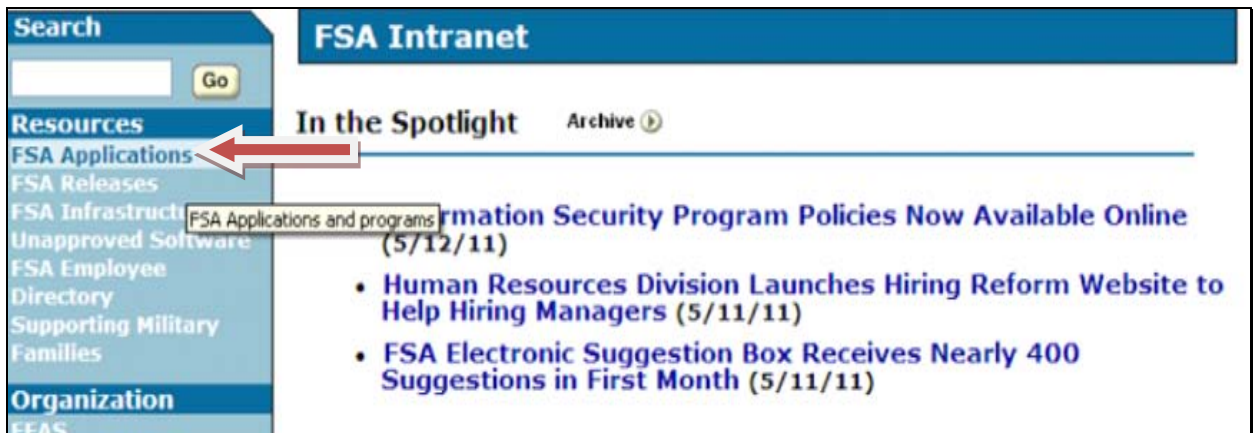 Search
Go
Resources
FSA Applications
FSA Releases
FSA Infrastruct
Unapproved Software
FSA Employee
Directory
Supporting Military
Families
Organization
FSA Applications and programs
FSA Intranet
In the Spotlight Archive
rmation Security Program Policies Now Available Online
(5/12/11)
• Human Resources Division Launches Hiring Reform Website to
Help Hiring Managers (5/11/11)
• FSA Electronic Suggestion Box Receives Nearly 400
Suggestions in First Month (5/11/11)